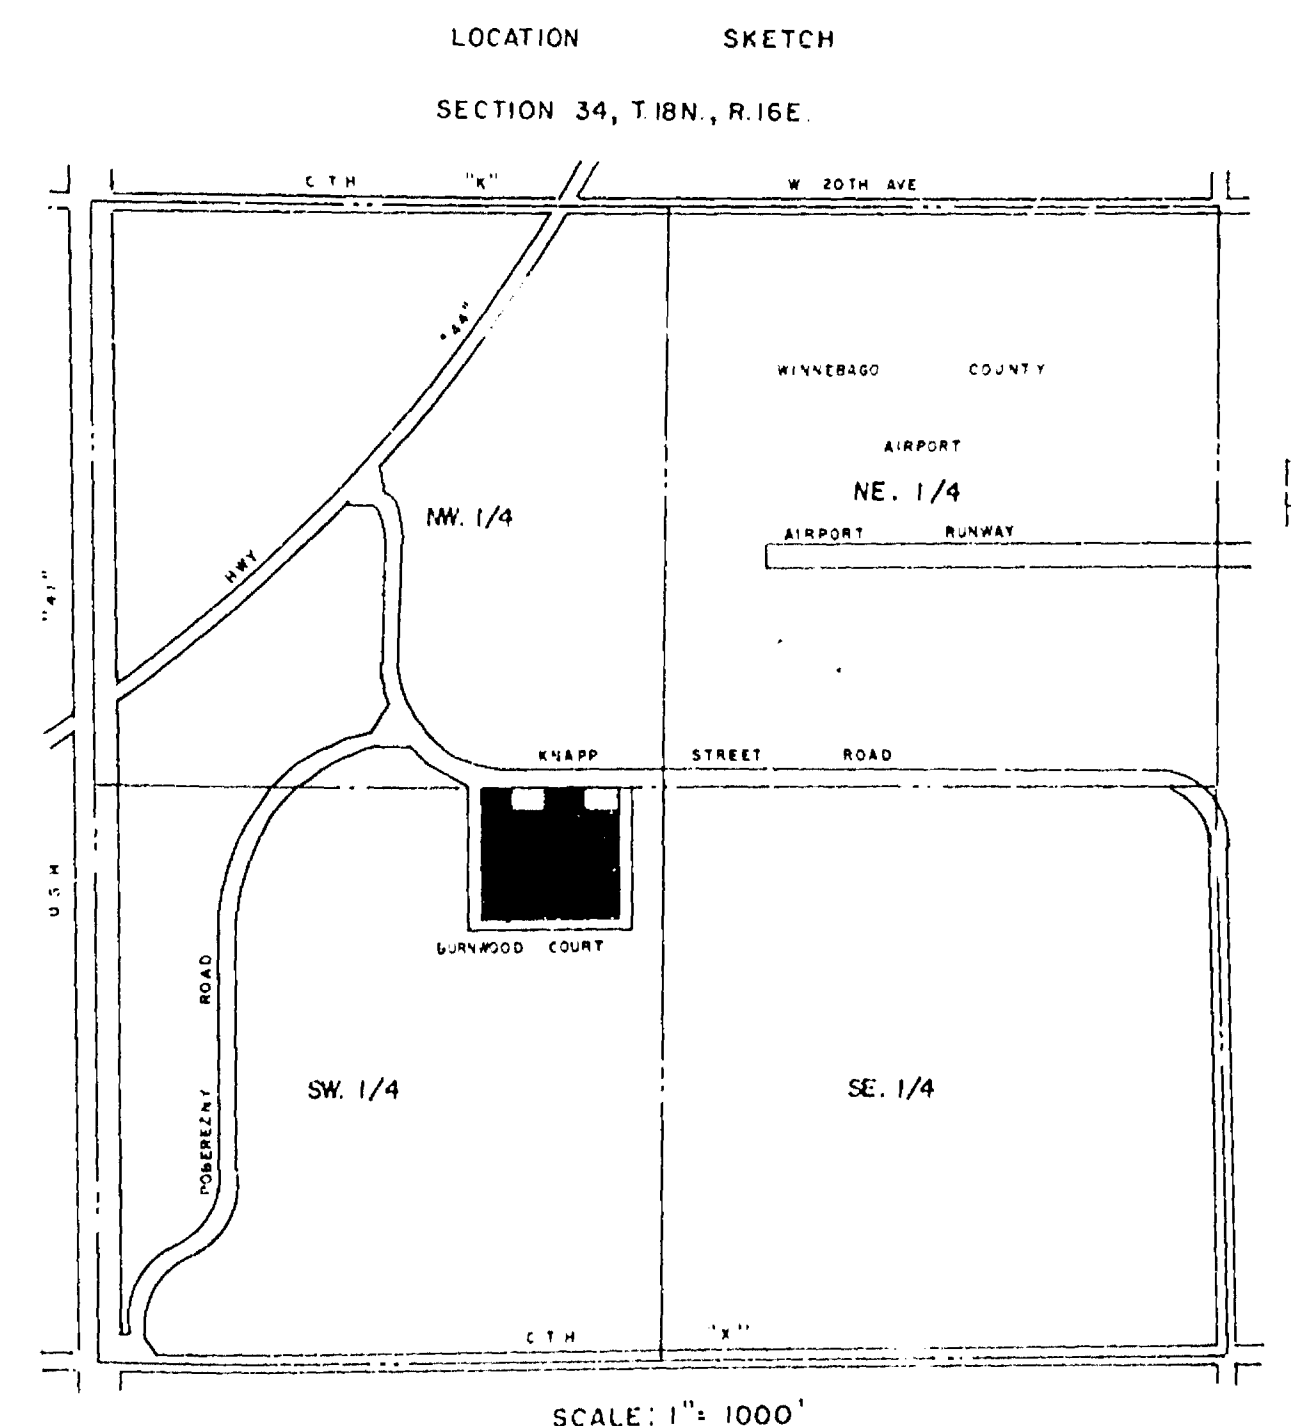 LOCATION SKETCH
SECTION 34, T.18N., R.16E.
C T H "K" W 20TH AVE
"44"
WINNEBAGO COUNTY
AIRPORT
NE. 1/4
NW. 1/4
AIRPORT RUNWAY
HWY
"41"
KNAPP STREET ROAD
U S H
BURNWOOD COURT
POBEREZNY ROAD
SW. 1/4 SE. 1/4
C T H "X"
SCALE: 1"= 1000'